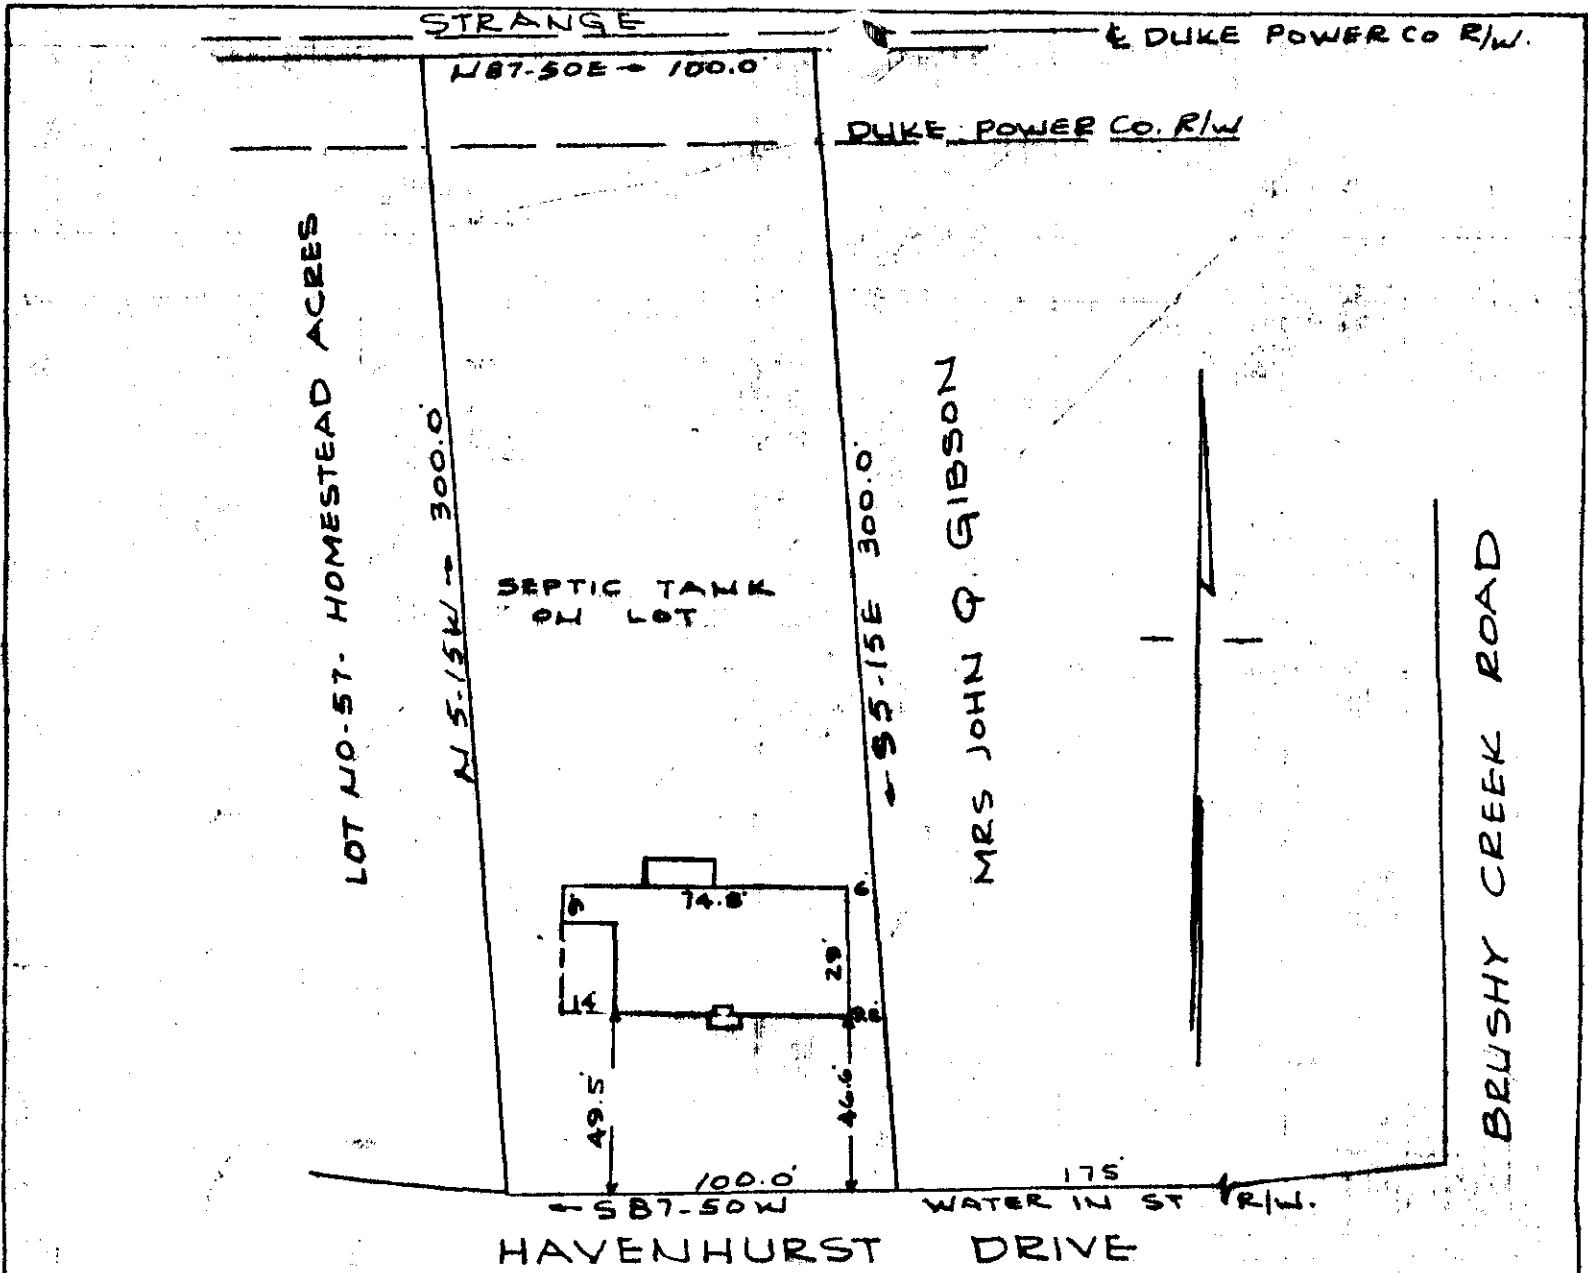 STRANGE
℄ DUKE POWER CO R/W.
N87-50E → 100.0'
DUKE POWER CO. R/W
LOT NO-57- HOMESTEAD ACRES
N 5-15W → 300.0'
SEPTIC TANK
ON LOT
← S5-15E 300.0'
MRS JOHN Q. GIBSON
BRUSHY CREEK ROAD
74.8'
6'
9'
29'
14'
49.5'
46.6'
100.0'
175'
← S87-50W
WATER IN ST R/W.
HAVENHURST DRIVE